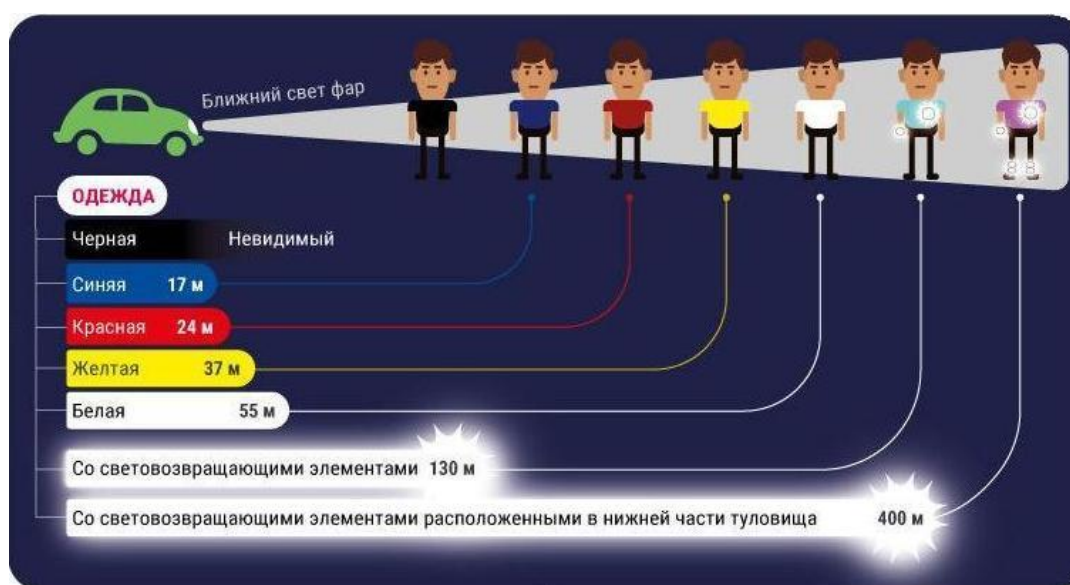 Ближний свет фар
ОДЕЖДА
Черная Невидимый
Синяя 17 м
Красная 24 м
Желтая 37 м
Белая 55 м
Со световозвращающими элементами 130 м
Со световозвращающими элементами расположенными в нижней части туловища 400 м